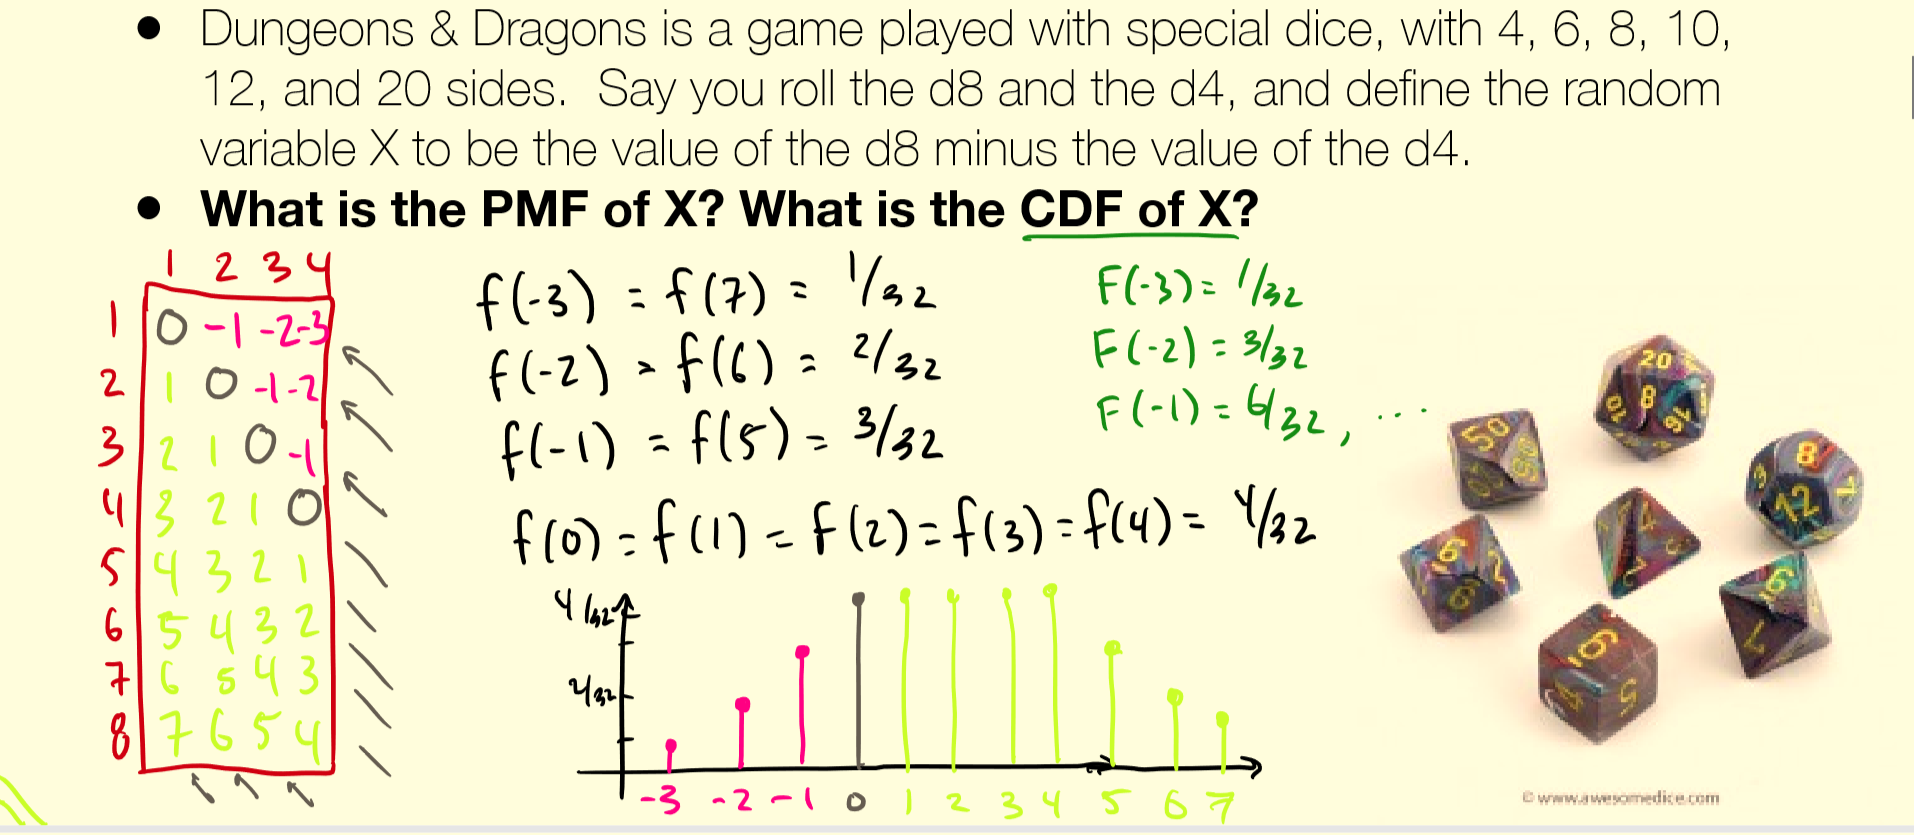 • Dungeons & Dragons is a game played with special dice, with 4, 6, 8, 10,
12, and 20 sides. Say you roll the d8 and the d4, and define the random
variable X to be the value of the d8 minus the value of the d4.
• What is the PMF of X? What is the CDF of X?
1 2 3 4
1 0 -1 -2 -3
2 1 0 -1 -2
3 2 1 0 -1
4 3 2 1 0
5 4 3 2 1
6 5 4 3 2
7 6 5 4 3
8 7 6 5 4
f(-3) = f(7) = 1/32
f(-2) = f(6) = 2/32
f(-1) = f(5) = 3/32
f(0) = f(1) = f(2) = f(3) = f(4) = 4/32
F(-3) = 1/32
F(-2) = 3/32
F(-1) = 6/32, ...
4/32
2/32
-3 -2 -1 0 1 2 3 4 5 6 7
20
8
10
16
50
8
12
3
6
2
6
6
5
© www.awesomedice.com